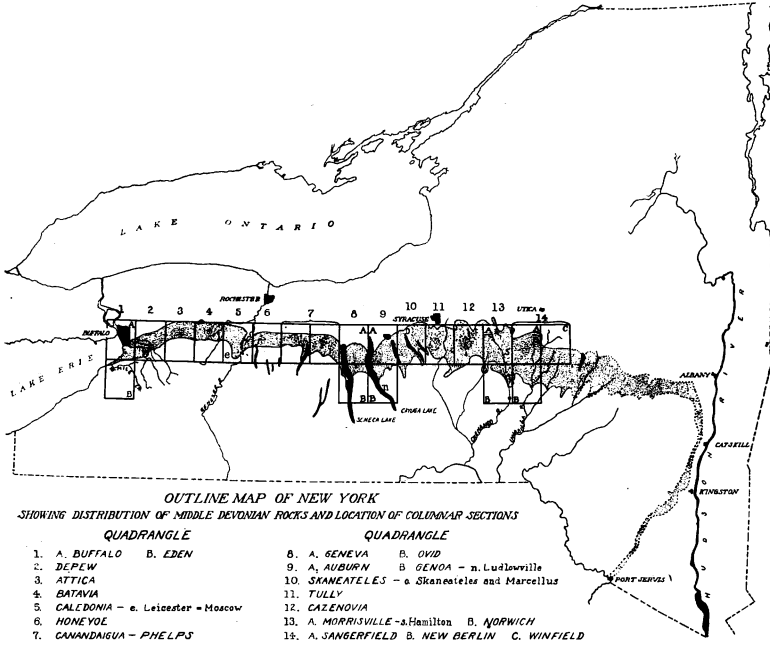 LAKE ONTARIO
ROCHESTER
1 2 3 4 5 6 7 8 9 10 11 12 13 14
SYRACUSE
UTICA
BUFFALO
A
A A
A
A C
e
n
s
B
B B
B B
LAKE ERIE
GENESEE R.
SENECA LAKE
CAYUGA LAKE
ALBANY
CATSKILL
KINGSTON
PORT JERVIS
HUDSON RIVER
OUTLINE MAP OF NEW YORK
SHOWING DISTRIBUTION OF MIDDLE DEVONIAN ROCKS AND LOCATION OF COLUMNAR SECTIONS
QUADRANGLE
1. A. BUFFALO B. EDEN
2. DEPEW
3. ATTICA
4. BATAVIA
5. CALEDONIA – e. Leicester = Moscow
6. HONEYOE
7. CANANDAIGUA – PHELPS
QUADRANGLE
8. A. GENEVA B. OVID
9. A. AUBURN B GENOA – n. Ludlowville
10. SKANEATELES – o Skaneateles and Marcellus
11. TULLY
12. CAZENOVIA
13. A. MORRISVILLE – s. Hamilton B. NORWICH
14. A. SANGERFIELD B. NEW BERLIN C. WINFIELD